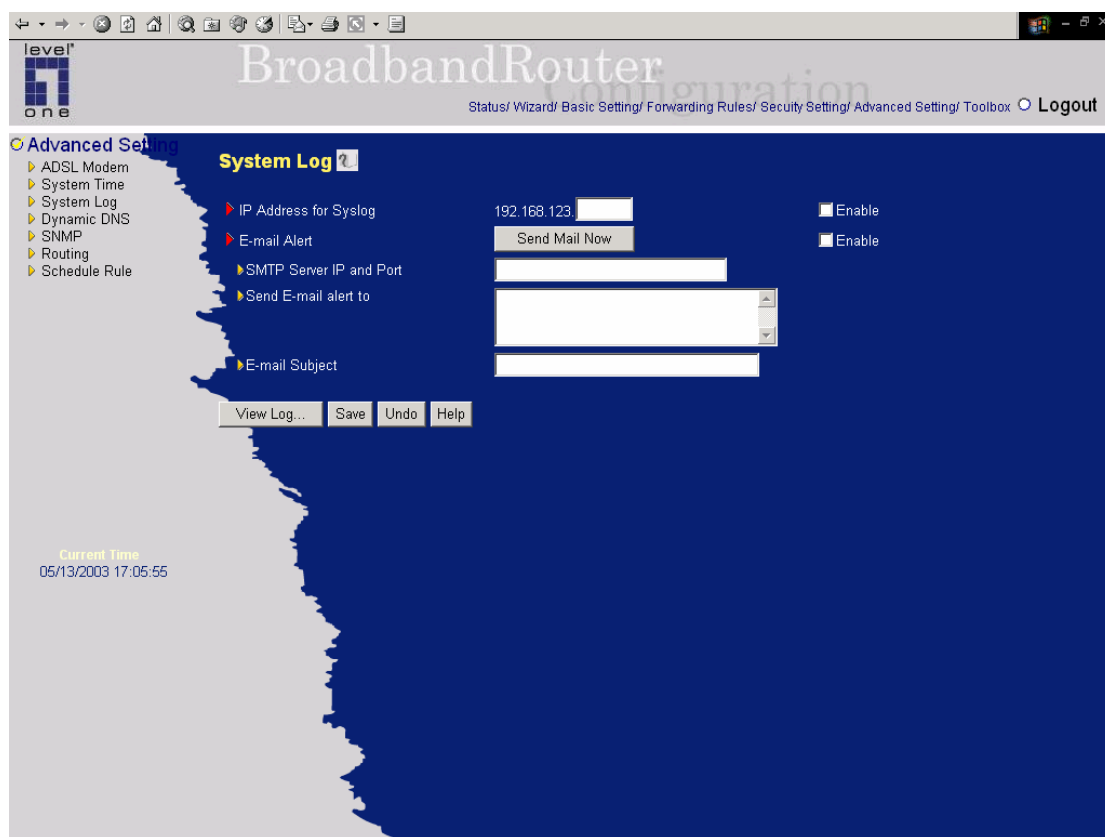 level
one
BroadbandRouter
Configuration
Status/ Wizard/ Basic Setting/ Forwarding Rules/ Secuity Setting/ Advanced Setting/ Toolbox Logout
Advanced Setting
ADSL Modem
System Time
System Log
Dynamic DNS
SNMP
Routing
Schedule Rule
Current Time
05/13/2003 17:05:55
System Log
IP Address for Syslog 192.168.123. Enable
E-mail Alert Send Mail Now Enable
SMTP Server IP and Port
Send E-mail alert to
E-mail Subject
View Log... Save Undo Help